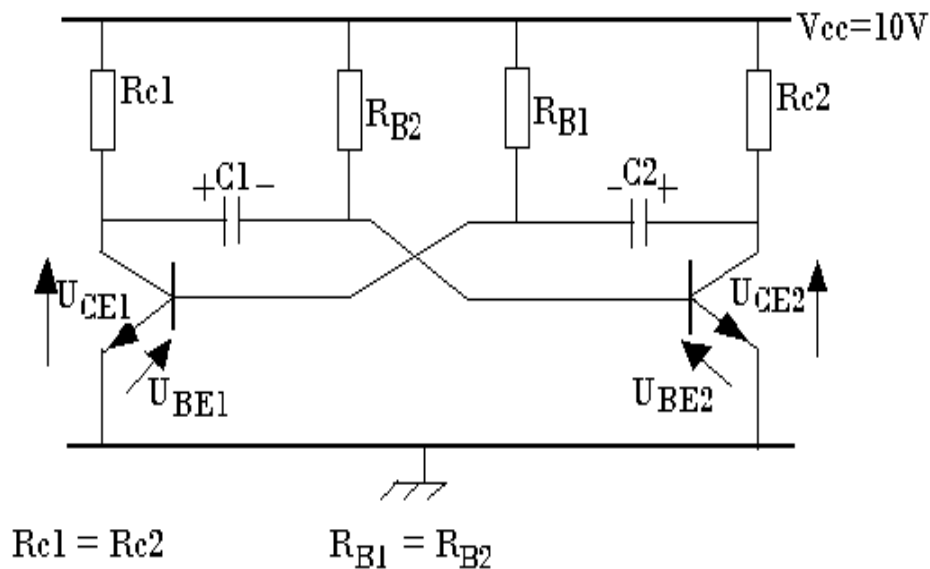 Vcc=10V
Rc1
RB2
RB1
Rc2
+C1-
-C2+
UCE1
UCE2
UBE1
UBE2
Rc1 = Rc2
RB1 = RB2